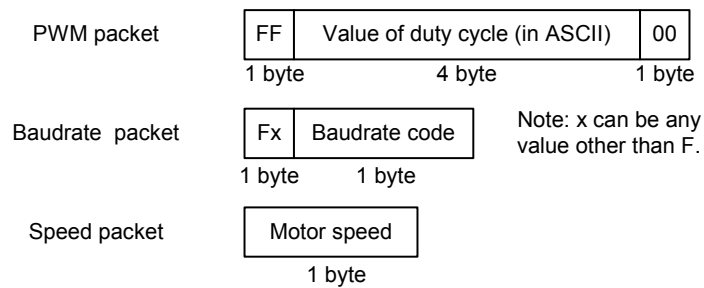 PWM packet FF Value of duty cycle (in ASCII) 00
1 byte 4 byte 1 byte
Baudrate packet Fx Baudrate code
Note: x can be any
value other than F.
1 byte 1 byte
Speed packet Motor speed
1 byte